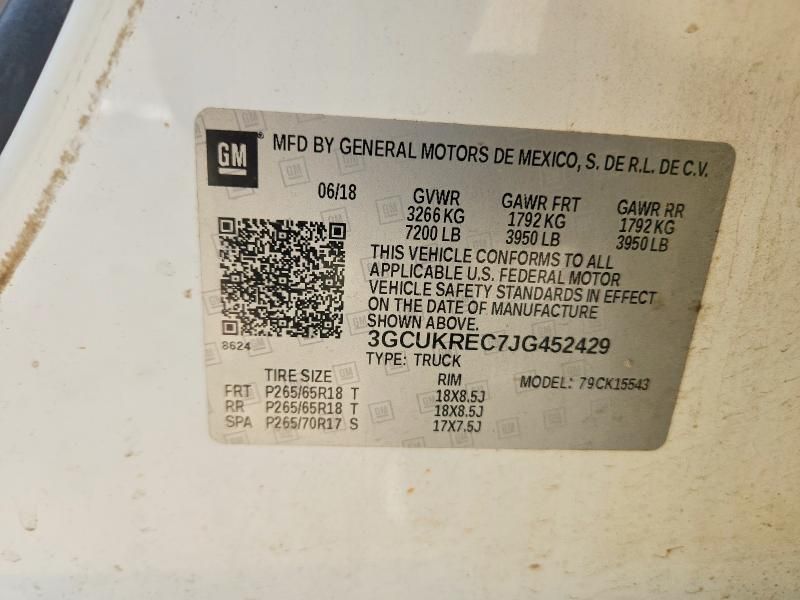 GM
MFD BY GENERAL MOTORS DE MEXICO, S. DE R.L. DE C.V.
06/18 GVWR GAWR FRT GAWR RR
3266 KG 1792 KG 1792 KG
7200 LB 3950 LB 3950 LB
THIS VEHICLE CONFORMS TO ALL
APPLICABLE U.S. FEDERAL MOTOR
VEHICLE SAFETY STANDARDS IN EFFECT
ON THE DATE OF MANUFACTURE
SHOWN ABOVE.
8624
3GCUKREC7JG452429
TYPE: TRUCK
TIRE SIZE RIM MODEL: 79CK15543
FRT P265/65R18 T 18X8.5J
RR P265/65R18 T 18X8.5J
SPA P265/70R17 S 17X7.5J